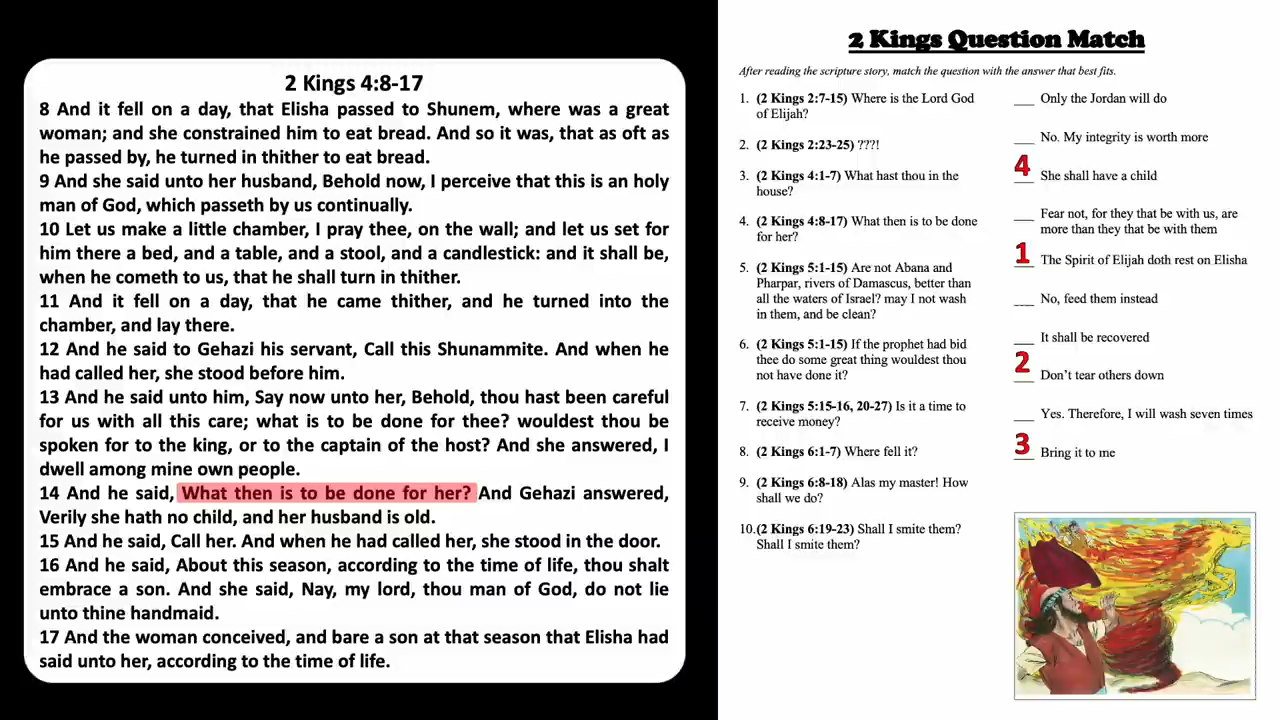 2 Kings 4:8-17
8 And it fell on a day, that Elisha passed to Shunem, where was a great
woman; and she constrained him to eat bread. And so it was, that as oft as
he passed by, he turned in thither to eat bread.
9 And she said unto her husband, Behold now, I perceive that this is an holy
man of God, which passeth by us continually.
10 Let us make a little chamber, I pray thee, on the wall; and let us set for
him there a bed, and a table, and a stool, and a candlestick: and it shall be,
when he cometh to us, that he shall turn in thither.
11 And it fell on a day, that he came thither, and he turned into the
chamber, and lay there.
12 And he said to Gehazi his servant, Call this Shunammite. And when he
had called her, she stood before him.
13 And he said unto him, Say now unto her, Behold, thou hast been careful
for us with all this care; what is to be done for thee? wouldest thou be
spoken for to the king, or to the captain of the host? And she answered, I
dwell among mine own people.
14 And he said, What then is to be done for her? And Gehazi answered,
Verily she hath no child, and her husband is old.
15 And he said, Call her. And when he had called her, she stood in the door.
16 And he said, About this season, according to the time of life, thou shalt
embrace a son. And she said, Nay, my lord, thou man of God, do not lie
unto thine handmaid.
17 And the woman conceived, and bare a son at that season that Elisha had
said unto her, according to the time of life.
2 Kings Question Match
After reading the scripture story, match the question with the answer that best fits.
1. (2 Kings 2:7-15) Where is the Lord God
of Elijah?
2. (2 Kings 2:23-25) ???!
3. (2 Kings 4:1-7) What hast thou in the
house?
4. (2 Kings 4:8-17) What then is to be done
for her?
5. (2 Kings 5:1-15) Are not Abana and
Pharpar, rivers of Damascus, better than
all the waters of Israel? may I not wash
in them, and be clean?
6. (2 Kings 5:1-15) If the prophet had bid
thee do some great thing wouldest thou
not have done it?
7. (2 Kings 5:15-16, 20-27) Is it a time to
receive money?
8. (2 Kings 6:1-7) Where fell it?
9. (2 Kings 6:8-18) Alas my master! How
shall we do?
10.(2 Kings 6:19-23) Shall I smite them?
Shall I smite them?
___ Only the Jordan will do
___ No. My integrity is worth more
4 She shall have a child
___ Fear not, for they that be with us, are
more than they that be with them
1 The Spirit of Elijah doth rest on Elisha
___ No, feed them instead
___ It shall be recovered
2 Don't tear others down
___ Yes. Therefore, I will wash seven times
3 Bring it to me